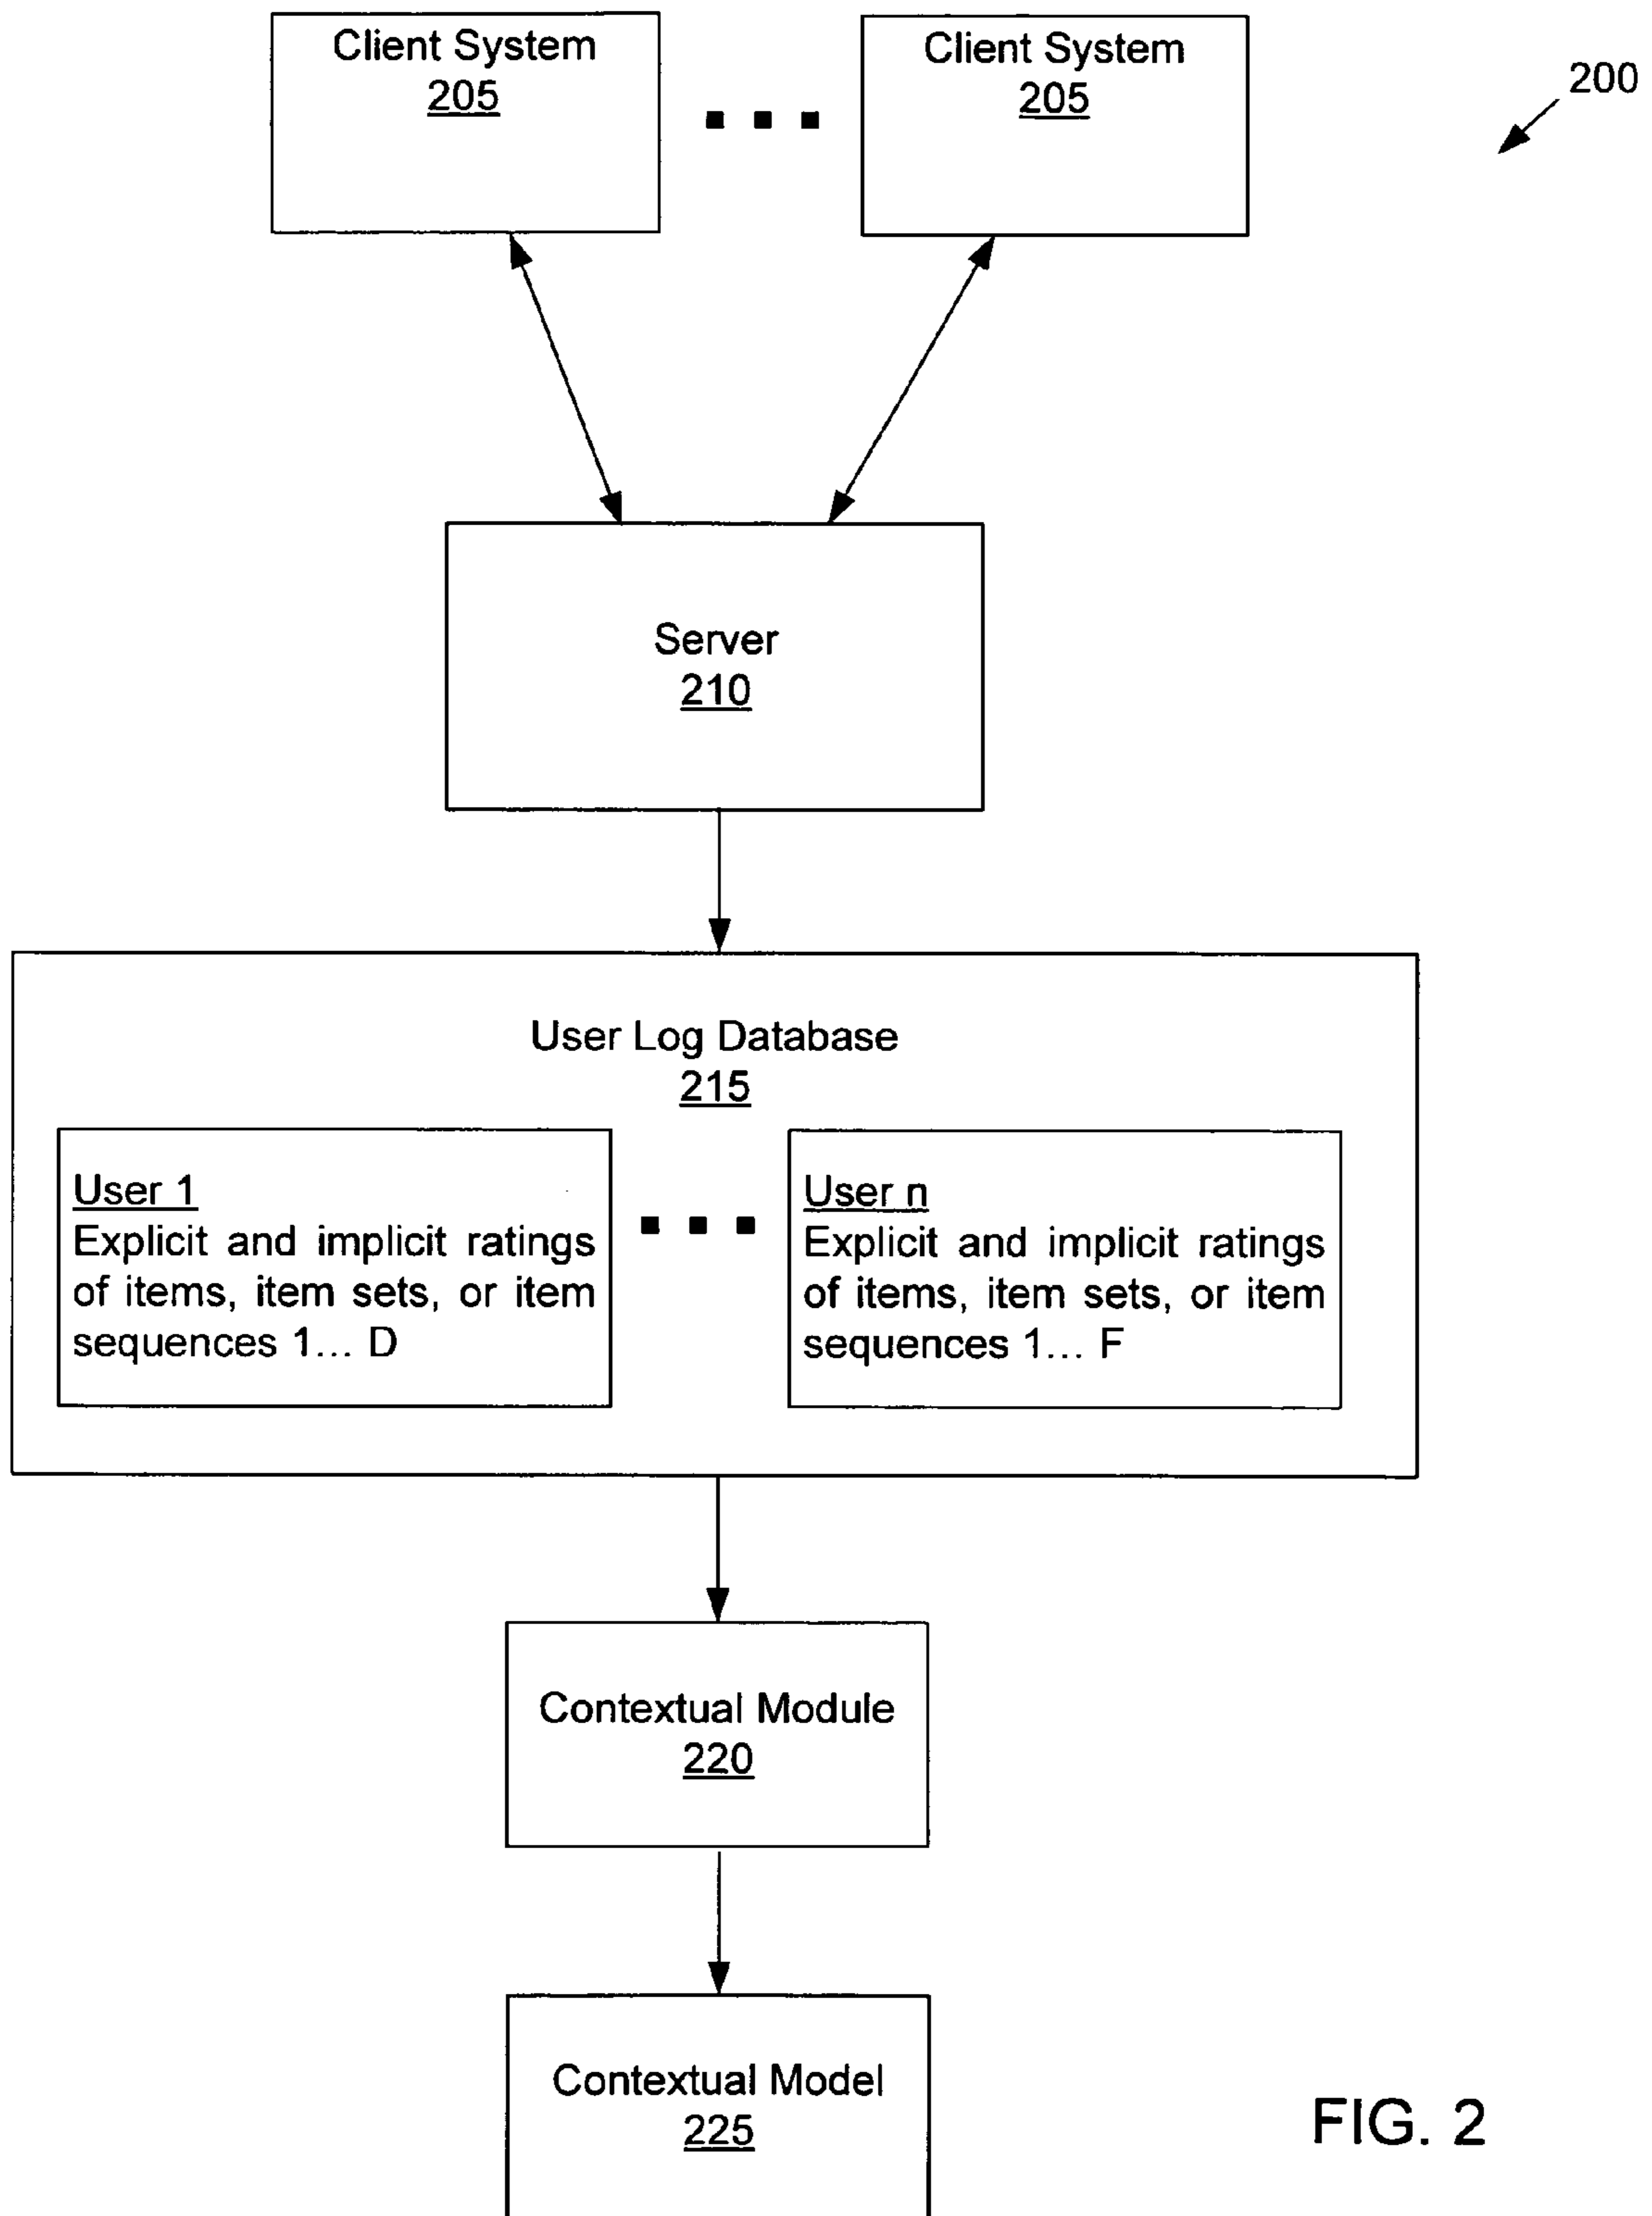 Client System
205
Client System
205
200
Server
210
User Log Database
215
User 1
Explicit and implicit ratings
of items, item sets, or item
sequences 1... D
User n
Explicit and implicit ratings
of items, item sets, or item
sequences 1... F
Contextual Module
220
Contextual Model
225
FIG. 2